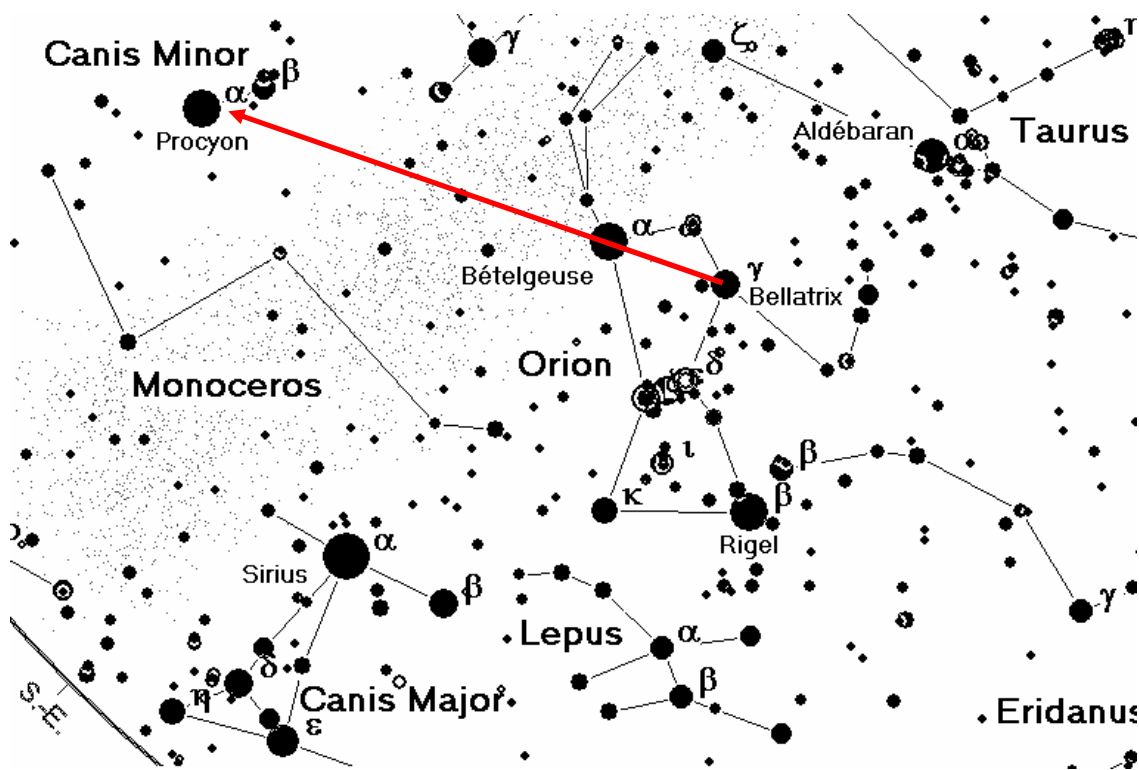 γ
ζ
Canis Minor
β
α
Procyon
Aldébaran
α
Taurus
α
Bételgeuse
γ
Bellatrix
Orion
δ
Monoceros
ι
β
κ
β
Rigel
α
Sirius
β
γ
Lepus
α
δ
β
η
Canis Major
S.-E.
ε
Eridanus